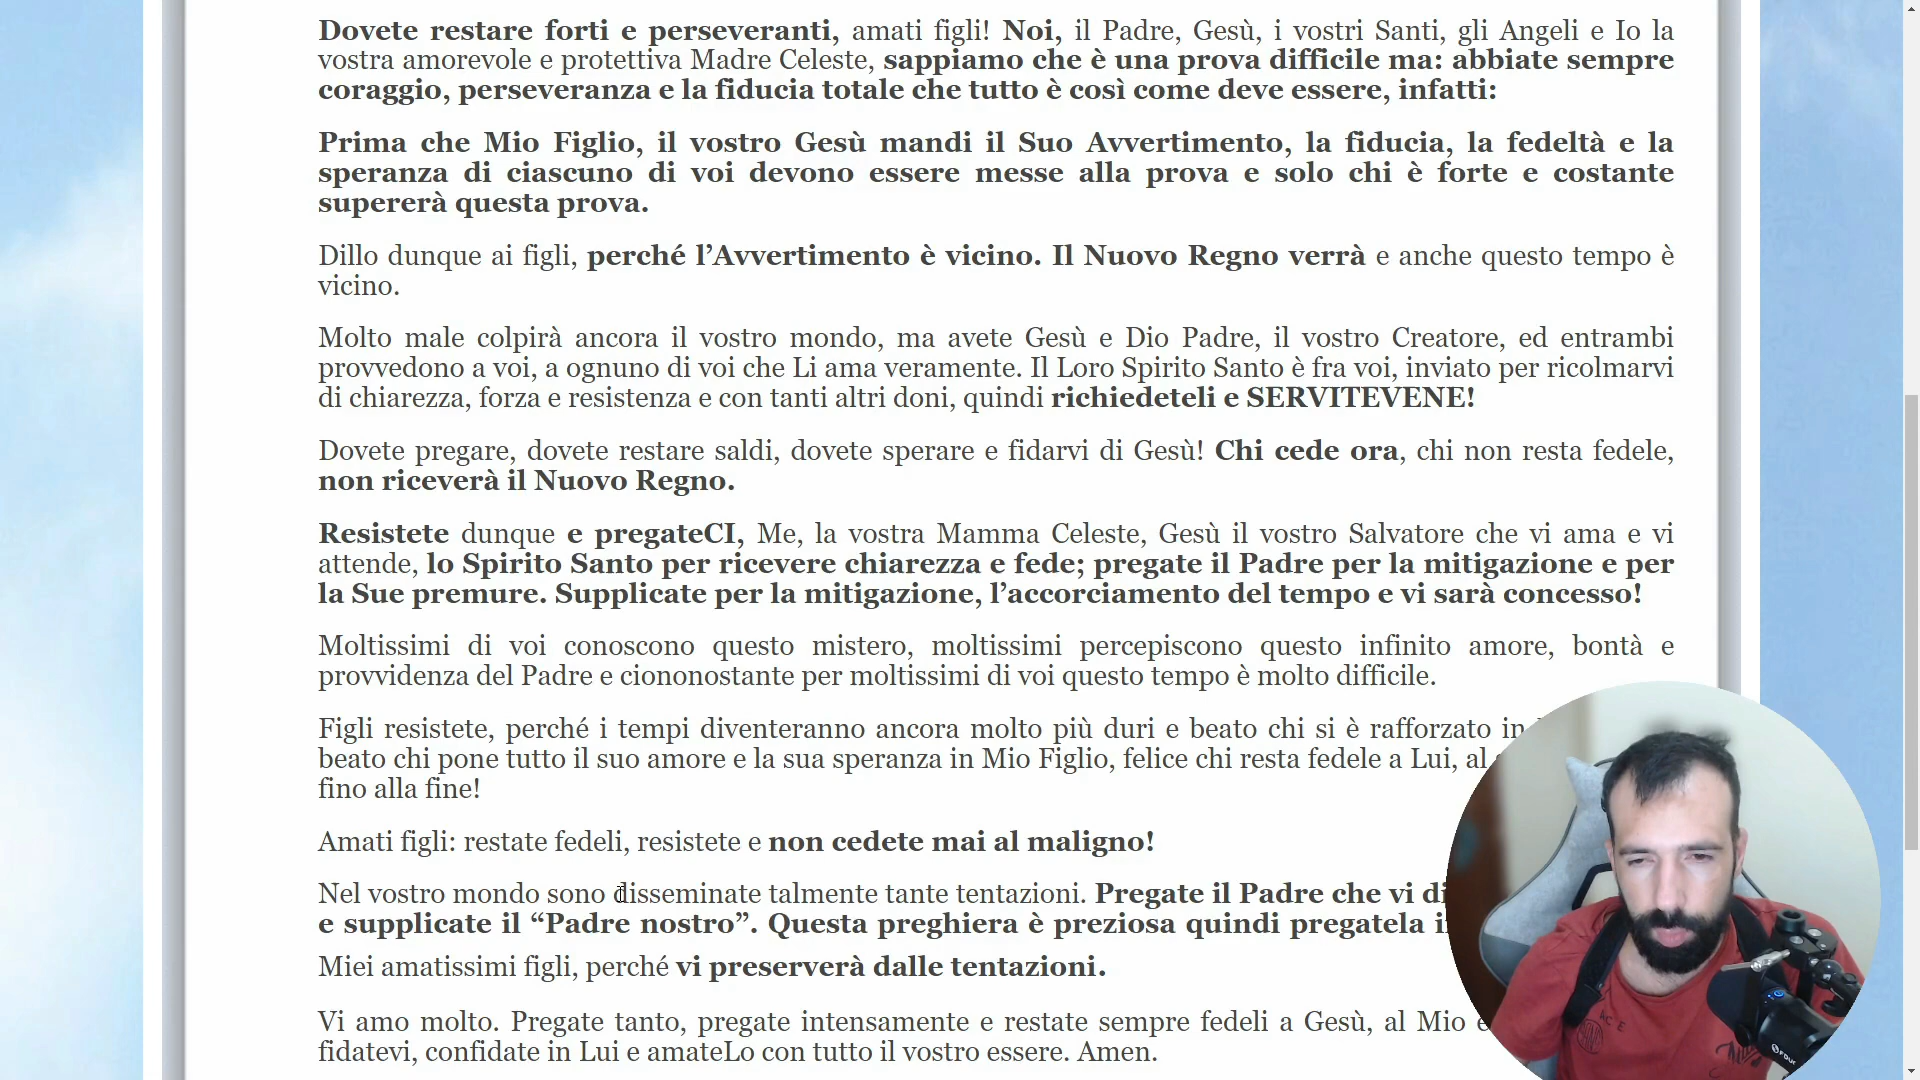 Dovete restare forti e perseveranti, amati figli! Noi, il Padre, Gesù, i vostri Santi, gli Angeli e Io la
vostra amorevole e protettiva Madre Celeste, sappiamo che è una prova difficile ma: abbiate sempre
coraggio, perseveranza e la fiducia totale che tutto è così come deve essere, infatti:
Prima che Mio Figlio, il vostro Gesù mandi il Suo Avvertimento, la fiducia, la fedeltà e la
speranza di ciascuno di voi devono essere messe alla prova e solo chi è forte e costante
supererà questa prova.
Dillo dunque ai figli, perché l’Avvertimento è vicino. Il Nuovo Regno verrà e anche questo tempo è
vicino.
Molto male colpirà ancora il vostro mondo, ma avete Gesù e Dio Padre, il vostro Creatore, ed entrambi
provvedono a voi, a ognuno di voi che Li ama veramente. Il Loro Spirito Santo è fra voi, inviato per ricolmarvi
di chiarezza, forza e resistenza e con tanti altri doni, quindi richiedeteli e SERVITEVENE!
Dovete pregare, dovete restare saldi, dovete sperare e fidarvi di Gesù! Chi cede ora, chi non resta fedele,
non riceverà il Nuovo Regno.
Resistete dunque e pregateCI, Me, la vostra Mamma Celeste, Gesù il vostro Salvatore che vi ama e vi
attende, lo Spirito Santo per ricevere chiarezza e fede; pregate il Padre per la mitigazione e per
la Sue premure. Supplicate per la mitigazione, l’accorciamento del tempo e vi sarà concesso!
Moltissimi di voi conoscono questo mistero, moltissimi percepiscono questo infinito amore, bontà e
provvidenza del Padre e ciononostante per moltissimi di voi questo tempo è molto difficile.
Figli resistete, perché i tempi diventeranno ancora molto più duri e beato chi si è rafforzato in
beato chi pone tutto il suo amore e la sua speranza in Mio Figlio, felice chi resta fedele a Lui, al
fino alla fine!
Amati figli: restate fedeli, resistete e non cedete mai al maligno!
Nel vostro mondo sono disseminate talmente tante tentazioni. Pregate il Padre che vi
e supplicate il “Padre nostro”. Questa preghiera è preziosa quindi pregatela
Miei amatissimi figli, perché vi preserverà dalle tentazioni.
Vi amo molto. Pregate tanto, pregate intensamente e restate sempre fedeli a Gesù, al Mio
fidatevi, confidate in Lui e amateLo con tutto il vostro essere. Amen.